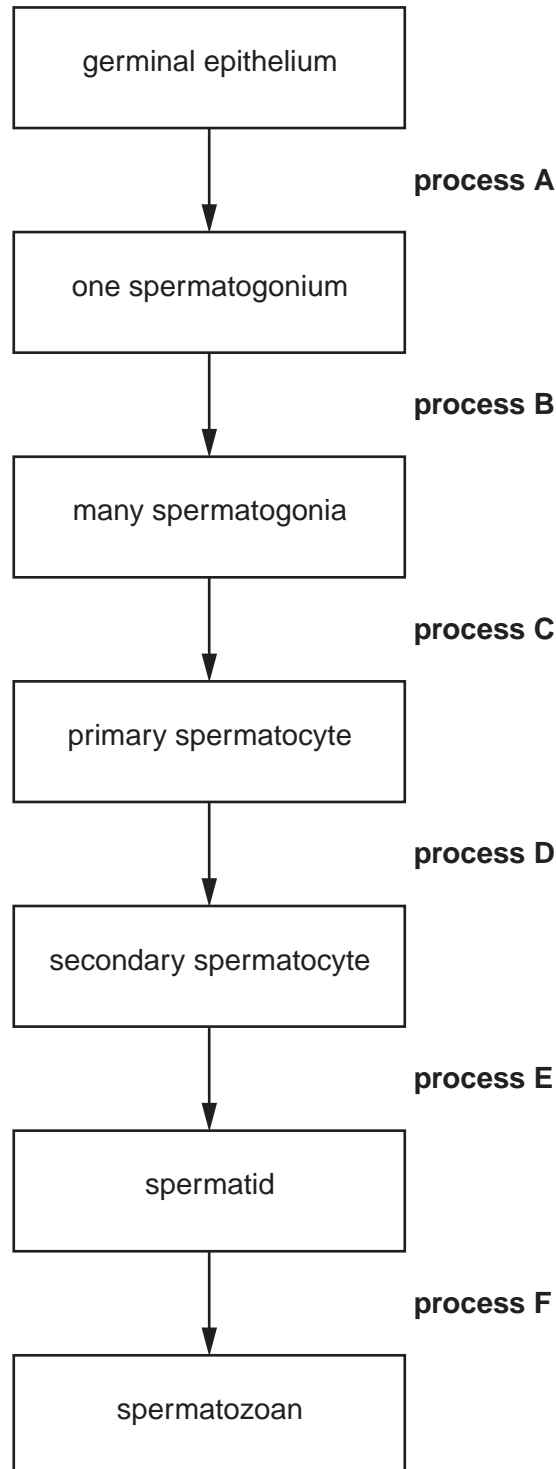 germinal epithelium
process A
one spermatogonium
process B
many spermatogonia
process C
primary spermatocyte
process D
secondary spermatocyte
process E
spermatid
process F
spermatozoan